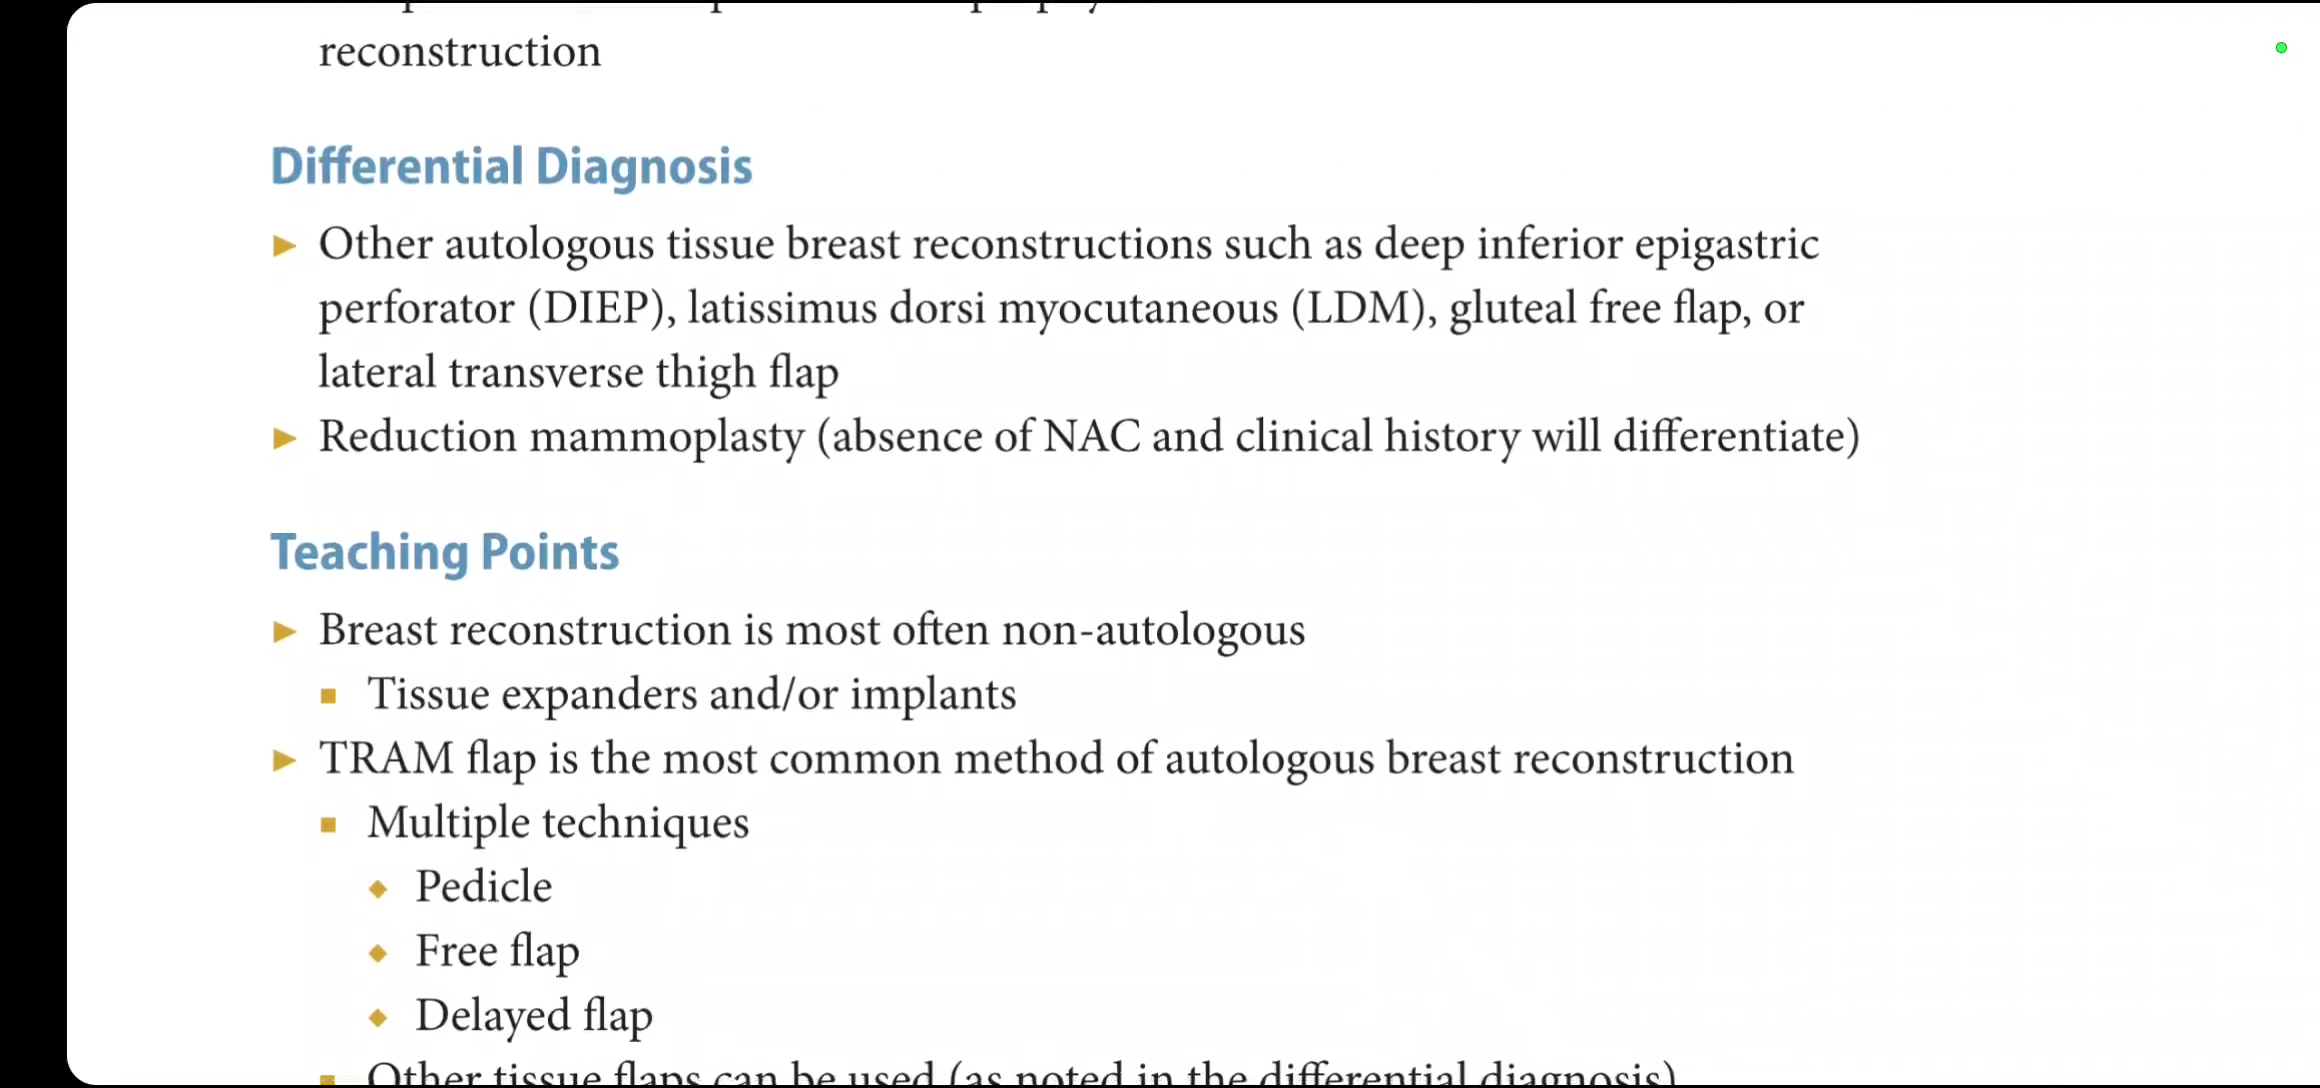 reconstruction
Differential Diagnosis
► Other autologous tissue breast reconstructions such as deep inferior epigastric
perforator (DIEP), latissimus dorsi myocutaneous (LDM), gluteal free flap, or
lateral transverse thigh flap
► Reduction mammoplasty (absence of NAC and clinical history will differentiate)
Teaching Points
► Breast reconstruction is most often non-autologous
■ Tissue expanders and/or implants
► TRAM flap is the most common method of autologous breast reconstruction
■ Multiple techniques
◆ Pedicle
◆ Free flap
◆ Delayed flap
■ Other tissue flaps can be used (as noted in the differential diagnosis)